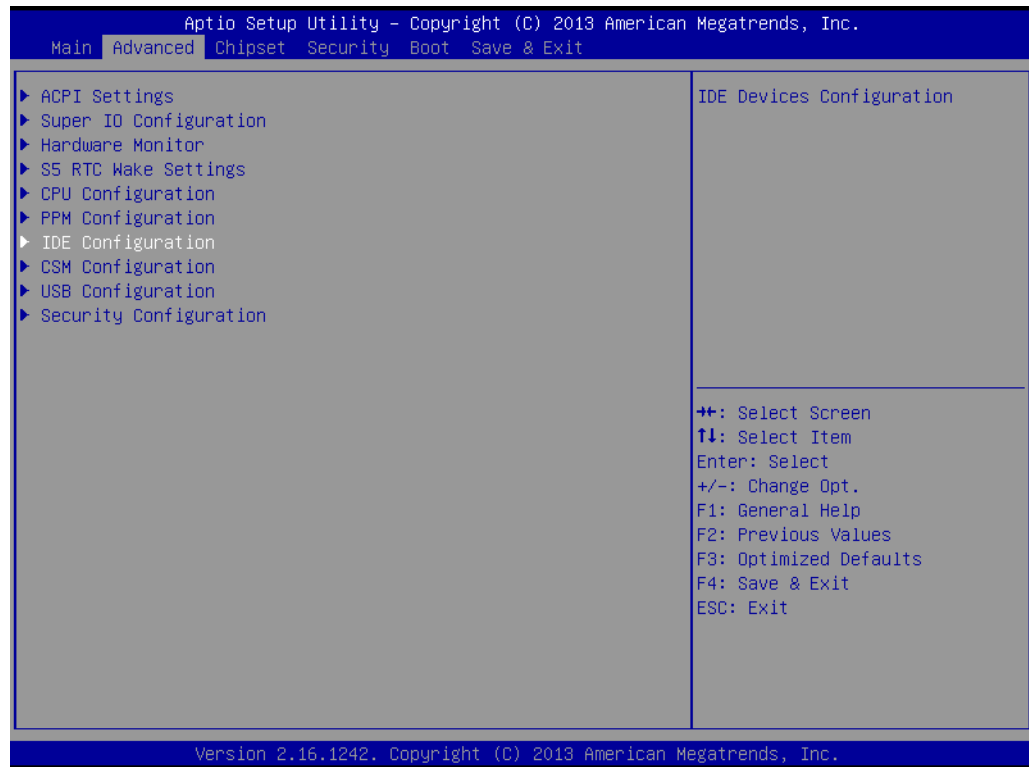 Aptio Setup Utility – Copyright (C) 2013 American Megatrends, Inc.
Main Advanced Chipset Security Boot Save & Exit
▶ ACPI Settings
▶ Super IO Configuration
▶ Hardware Monitor
▶ S5 RTC Wake Settings
▶ CPU Configuration
▶ PPM Configuration
▶ IDE Configuration
▶ CSM Configuration
▶ USB Configuration
▶ Security Configuration
IDE Devices Configuration
→←: Select Screen
↑↓: Select Item
Enter: Select
+/-: Change Opt.
F1: General Help
F2: Previous Values
F3: Optimized Defaults
F4: Save & Exit
ESC: Exit
Version 2.16.1242. Copyright (C) 2013 American Megatrends, Inc.